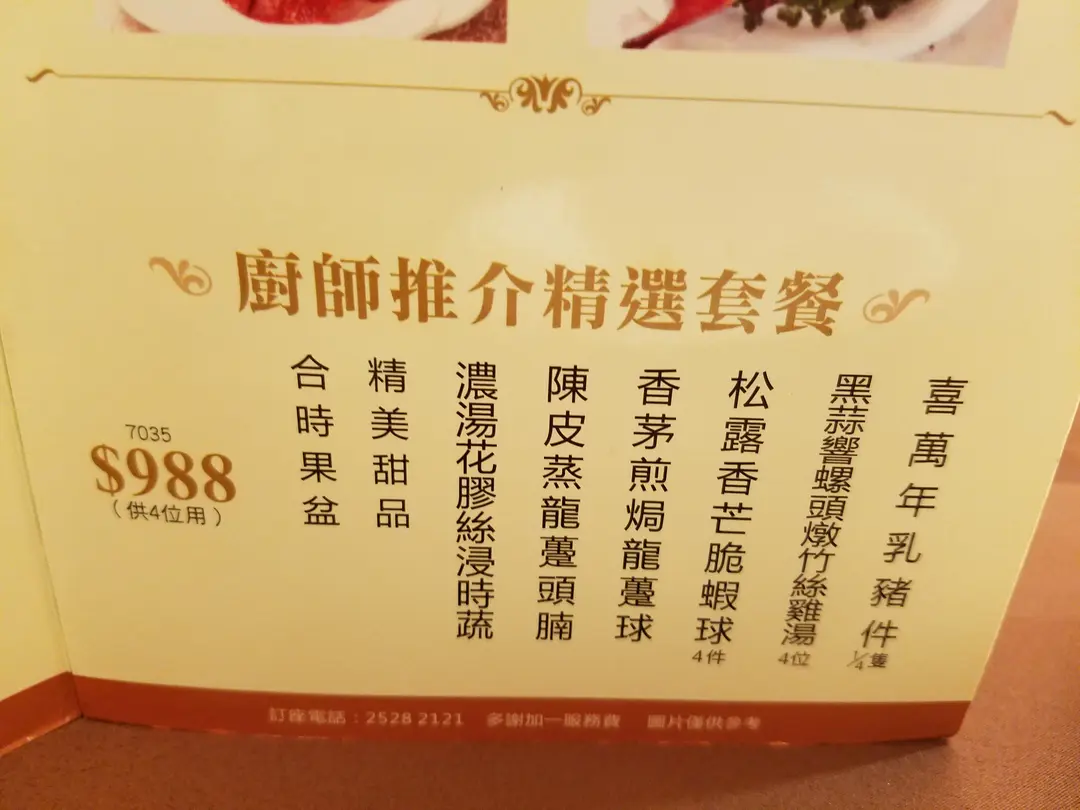 廚師推介精選套餐
喜萬年乳豬件 1/4隻
黑蒜響螺頭燉竹絲雞湯 4位
松露香芒脆蝦球 4件
香茅煎焗龍躉球
陳皮蒸龍躉頭腩
濃湯花膠絲浸時蔬
精美甜品
合時果盆
7035
$988
(供4位用)
訂座電話：2528 2121 多謝加一服務費 圖片僅供參考